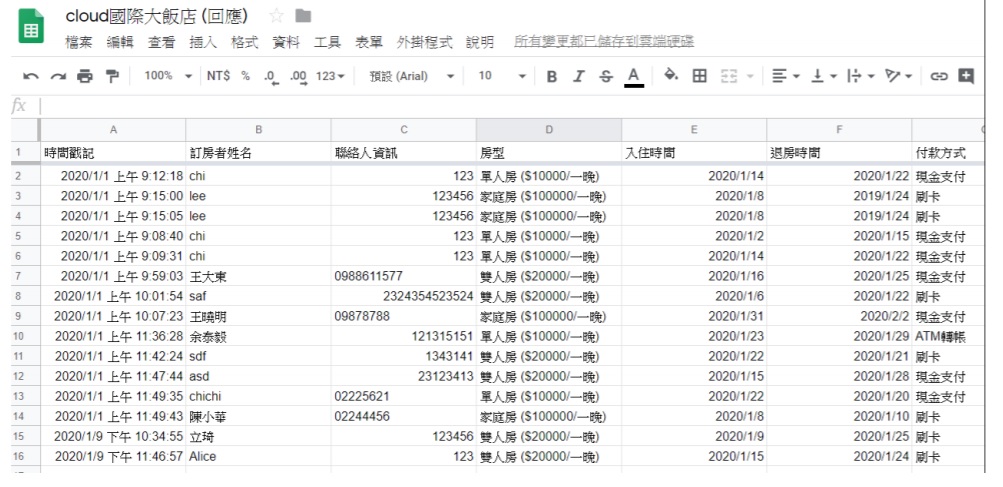 cloud國際大飯店 (回應)
檔案 編輯 查看 插入 格式 資料 工具 表單 外掛程式 說明 所有變更都已儲存到雲端硬碟
100% NT$ % .0 .00 123 預設 (Arial) 10 B I S A
fx
A B C D E F
1 時間戳記 訂房者姓名 聯絡人資訊 房型 入住時間 退房時間 付款方式
2 2020/1/1 上午 9:12:18 chi 123 單人房 ($10000/一晚) 2020/1/14 2020/1/22 現金支付
3 2020/1/1 上午 9:15:00 lee 123456 家庭房 ($100000/一晚) 2020/1/8 2019/1/24 刷卡
4 2020/1/1 上午 9:15:05 lee 123456 家庭房 ($100000/一晚) 2020/1/8 2019/1/24 刷卡
5 2020/1/1 上午 9:08:40 chi 123 單人房 ($10000/一晚) 2020/1/2 2020/1/15 現金支付
6 2020/1/1 上午 9:09:31 chi 123 單人房 ($10000/一晚) 2020/1/14 2020/1/22 現金支付
7 2020/1/1 上午 9:59:03 王大東 0988611577 雙人房 ($20000/一晚) 2020/1/16 2020/1/25 現金支付
8 2020/1/1 上午 10:01:54 saf 2324354523524 雙人房 ($20000/一晚) 2020/1/6 2020/1/22 刷卡
9 2020/1/1 上午 10:07:23 王曉明 09878788 家庭房 ($100000/一晚) 2020/1/31 2020/2/2 現金支付
10 2020/1/1 上午 11:36:28 余泰毅 121315151 單人房 ($10000/一晚) 2020/1/23 2020/1/29 ATM轉帳
11 2020/1/1 上午 11:42:24 sdf 1343141 雙人房 ($20000/一晚) 2020/1/22 2020/1/21 刷卡
12 2020/1/1 上午 11:47:44 asd 23123413 雙人房 ($20000/一晚) 2020/1/15 2020/1/28 現金支付
13 2020/1/1 上午 11:49:35 chichi 02225621 單人房 ($10000/一晚) 2020/1/22 2020/1/20 現金支付
14 2020/1/1 上午 11:49:43 陳小華 02244456 家庭房 ($100000/一晚) 2020/1/8 2020/1/10 刷卡
15 2020/1/9 下午 10:34:55 立琦 123456 雙人房 ($20000/一晚) 2020/1/9 2020/1/25 刷卡
16 2020/1/9 下午 11:46:57 Alice 123 雙人房 ($20000/一晚) 2020/1/15 2020/1/24 刷卡